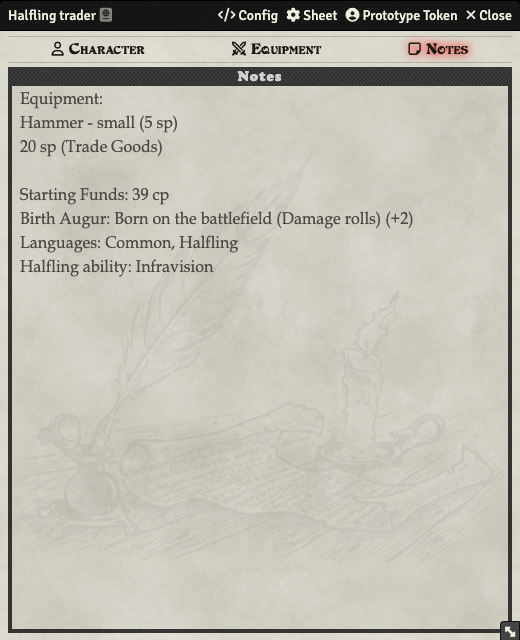 Halfling trader
Config Sheet Prototype Token Close
Character Equipment Notes
Notes
Equipment:
Hammer - small (5 sp)
20 sp (Trade Goods)
Starting Funds: 39 cp
Birth Augur: Born on the battlefield (Damage rolls) (+2)
Languages: Common, Halfling
Halfling ability: Infravision